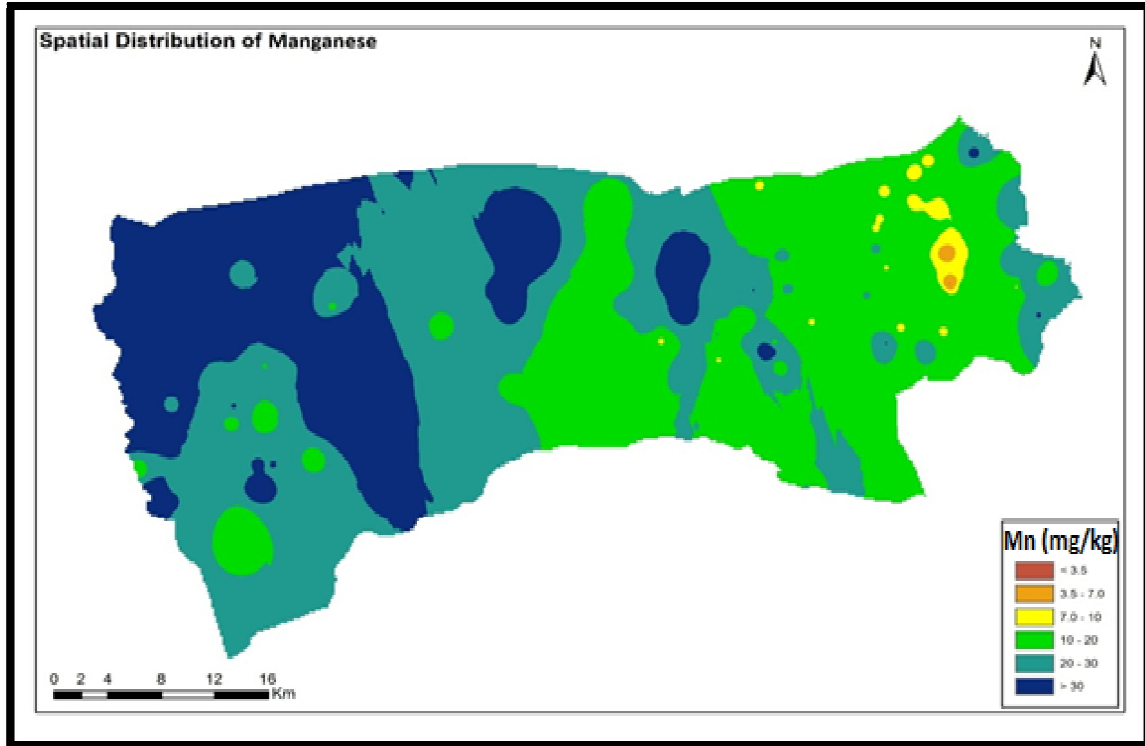 Spatial Distribution of Manganese
N
Mn (mg/kg)
< 3.5
3.5 - 7.0
7.0 - 10
10 - 20
20 - 30
> 30
0 2 4 8 12 16
Km